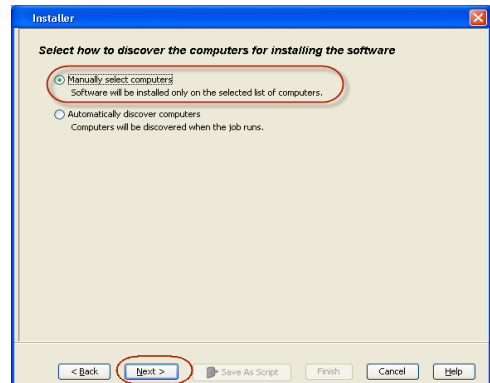 Installer
Select how to discover the computers for installing the software
Manually select computers
Software will be installed only on the selected list of computers.
Automatically discover computers
Computers will be discovered when the job runs.
< Back Next > Save As Script Finish Cancel Help